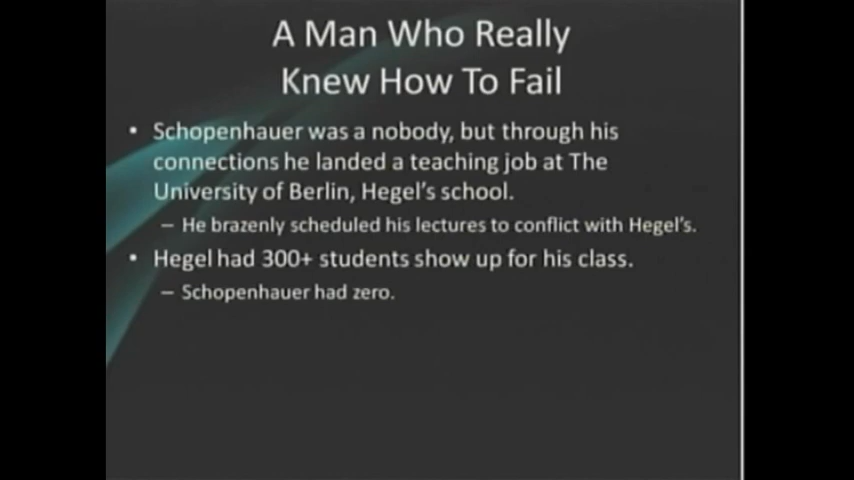 A Man Who Really
Knew How To Fail
• Schopenhauer was a nobody, but through his
connections he landed a teaching job at The
University of Berlin, Hegel's school.
– He brazenly scheduled his lectures to conflict with Hegel's.
• Hegel had 300+ students show up for his class.
– Schopenhauer had zero.